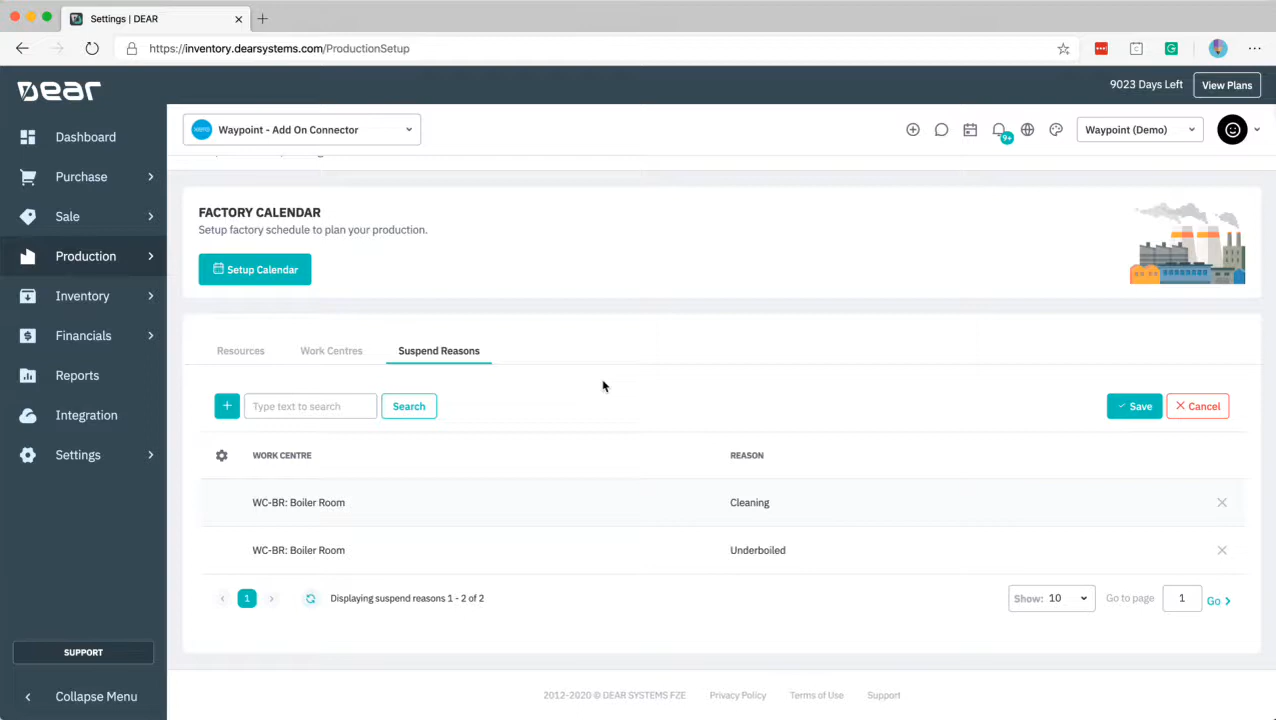 Settings | DEAR
https://inventory.dearsystems.com/ProductionSetup
DEAR
9023 Days Left
View Plans
XERO
Waypoint - Add On Connector
9+
Waypoint (Demo)
Dashboard
Purchase
Sale
Production
Inventory
Financials
Reports
Integration
Settings
SUPPORT
Collapse Menu
FACTORY CALENDAR
Setup factory schedule to plan your production.
Setup Calendar
Resources
Work Centres
Suspend Reasons
+
Type text to search
Search
Save
Cancel
WORK CENTRE
REASON
WC-BR: Boiler Room
Cleaning
WC-BR: Boiler Room
Underboiled
1
Displaying suspend reasons 1 - 2 of 2
Show: 10
Go to page
1
Go
2012-2020 © DEAR SYSTEMS FZE
Privacy Policy
Terms of Use
Support